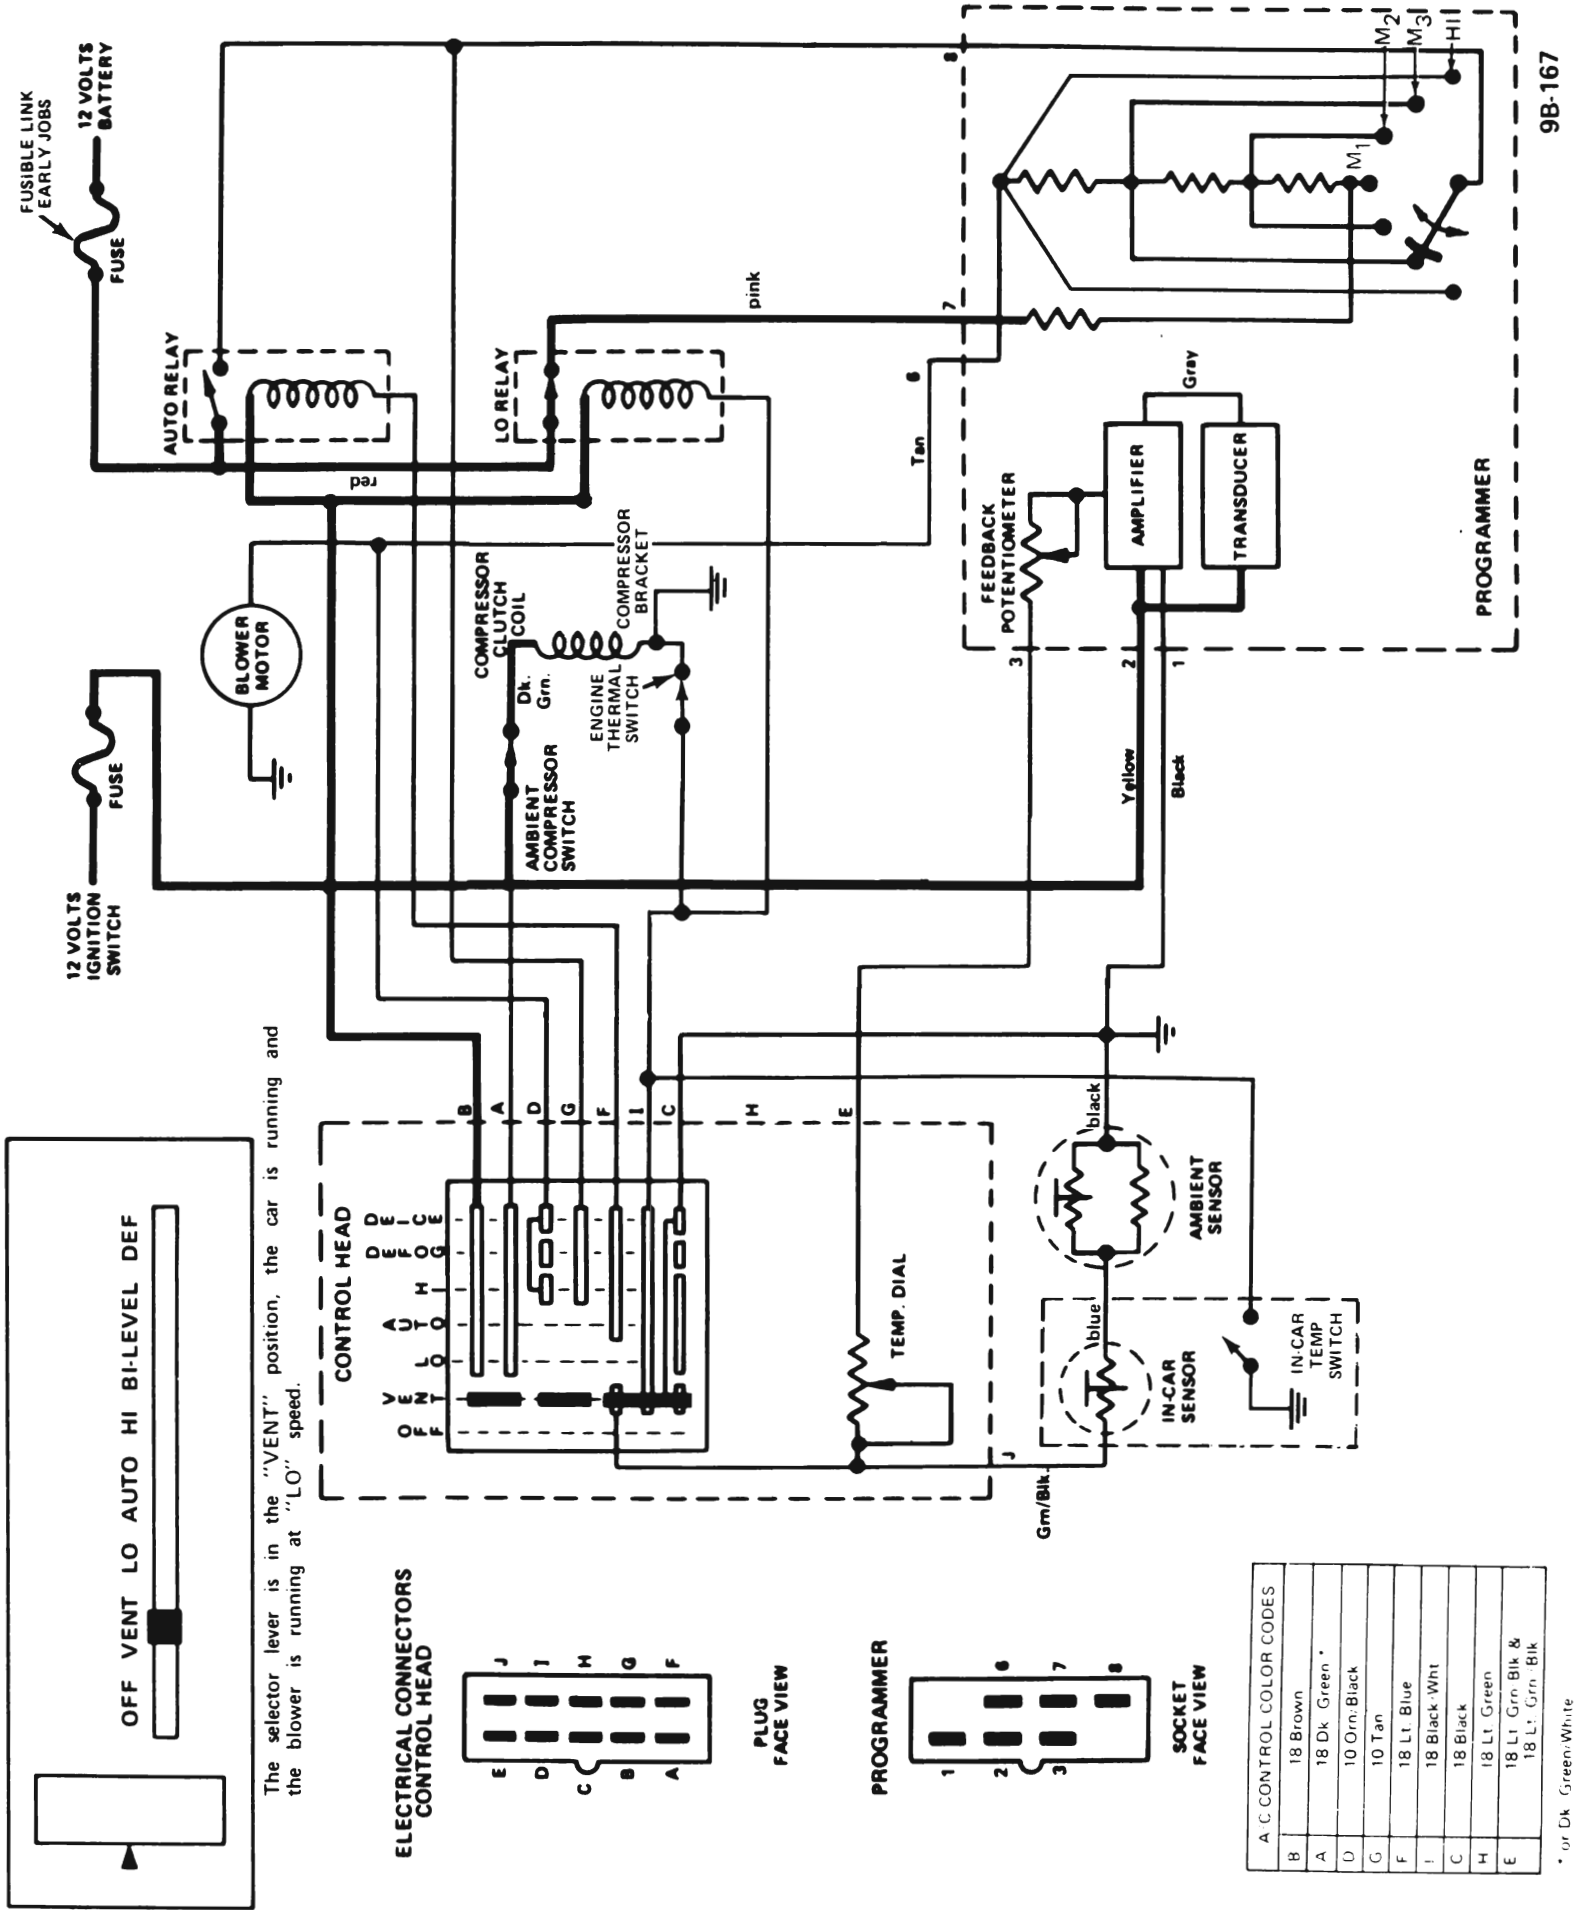 OFF VENT LO AUTO HI BI-LEVEL DEF
The selector lever is in the "VENT" position, the car is running and
the blower is running at "LO" speed.
12 VOLTS
IGNITION
SWITCH
FUSE
FUSIBLE LINK
EARLY JOBS
12 VOLTS
BATTERY
FUSE
BLOWER
MOTOR
AUTO RELAY
red
LO RELAY
pink
Tan
COMPRESSOR
CLUTCH
COIL
Dk.
Grn.
COMPRESSOR
BRACKET
ENGINE
THERMAL
SWITCH
AMBIENT
COMPRESSOR
SWITCH
CONTROL HEAD
OFF
VENT
LO
AUTO
HI
DEFOG
DEICE
B
A
D
G
F
I
C
H
E
J
TEMP. DIAL
Grn/Blk.
IN-CAR
SENSOR
blue
AMBIENT
SENSOR
black
IN-CAR
TEMP
SWITCH
Yellow
Black
3
2
1
6
7
8
FEEDBACK
POTENTIOMETER
AMPLIFIER
TRANSDUCER
Gray
PROGRAMMER
M1
M2
M3
HI
9B-167
ELECTRICAL CONNECTORS
CONTROL HEAD
E D C B A
J I H G F
PLUG
FACE VIEW
PROGRAMMER
1 2 3
6 7 8
SOCKET
FACE VIEW
A-C CONTROL COLOR CODES
B 18 Brown
A 18 Dk Green *
D 10 Orn/Black
G 10 Tan
F 18 Lt. Blue
I 18 Black/Wht
C 18 Black
H 18 Lt Green
E 18 Lt Grn Blk &
18 Lt. Grn/Blk
* or Dk Green/White